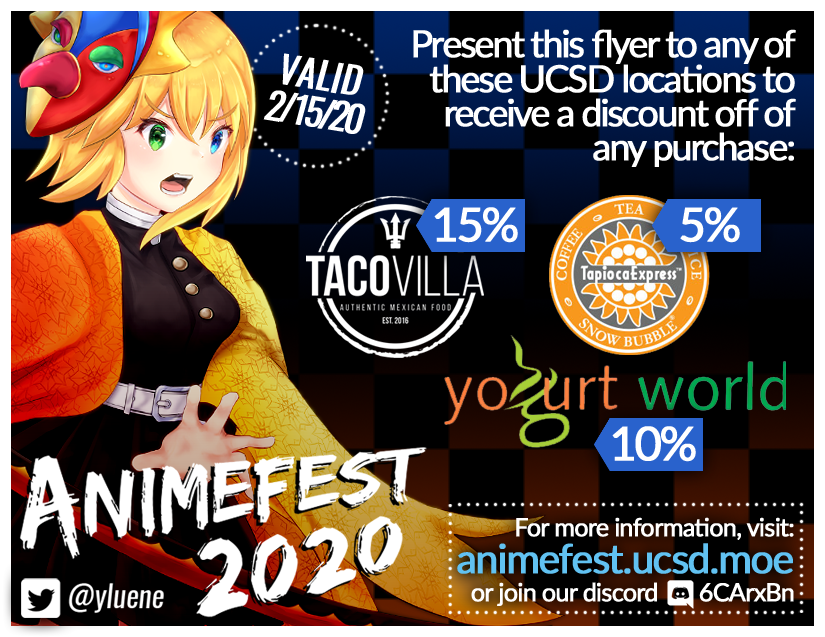 VALID
2/15/20
Present this flyer to any of
these UCSD locations to
receive a discount off of
any purchase:
15%
TACOVILLA
AUTHENTIC MEXICAN FOOD
EST. 2016
5%
COFFEE TEA
TapiocaExpress™
SNOW BUBBLE®
yogurt world
10%
ANIMEFEST
2020
@yluene
For more information, visit:
animefest.ucsd.moe
or join our discord 6CArxBn